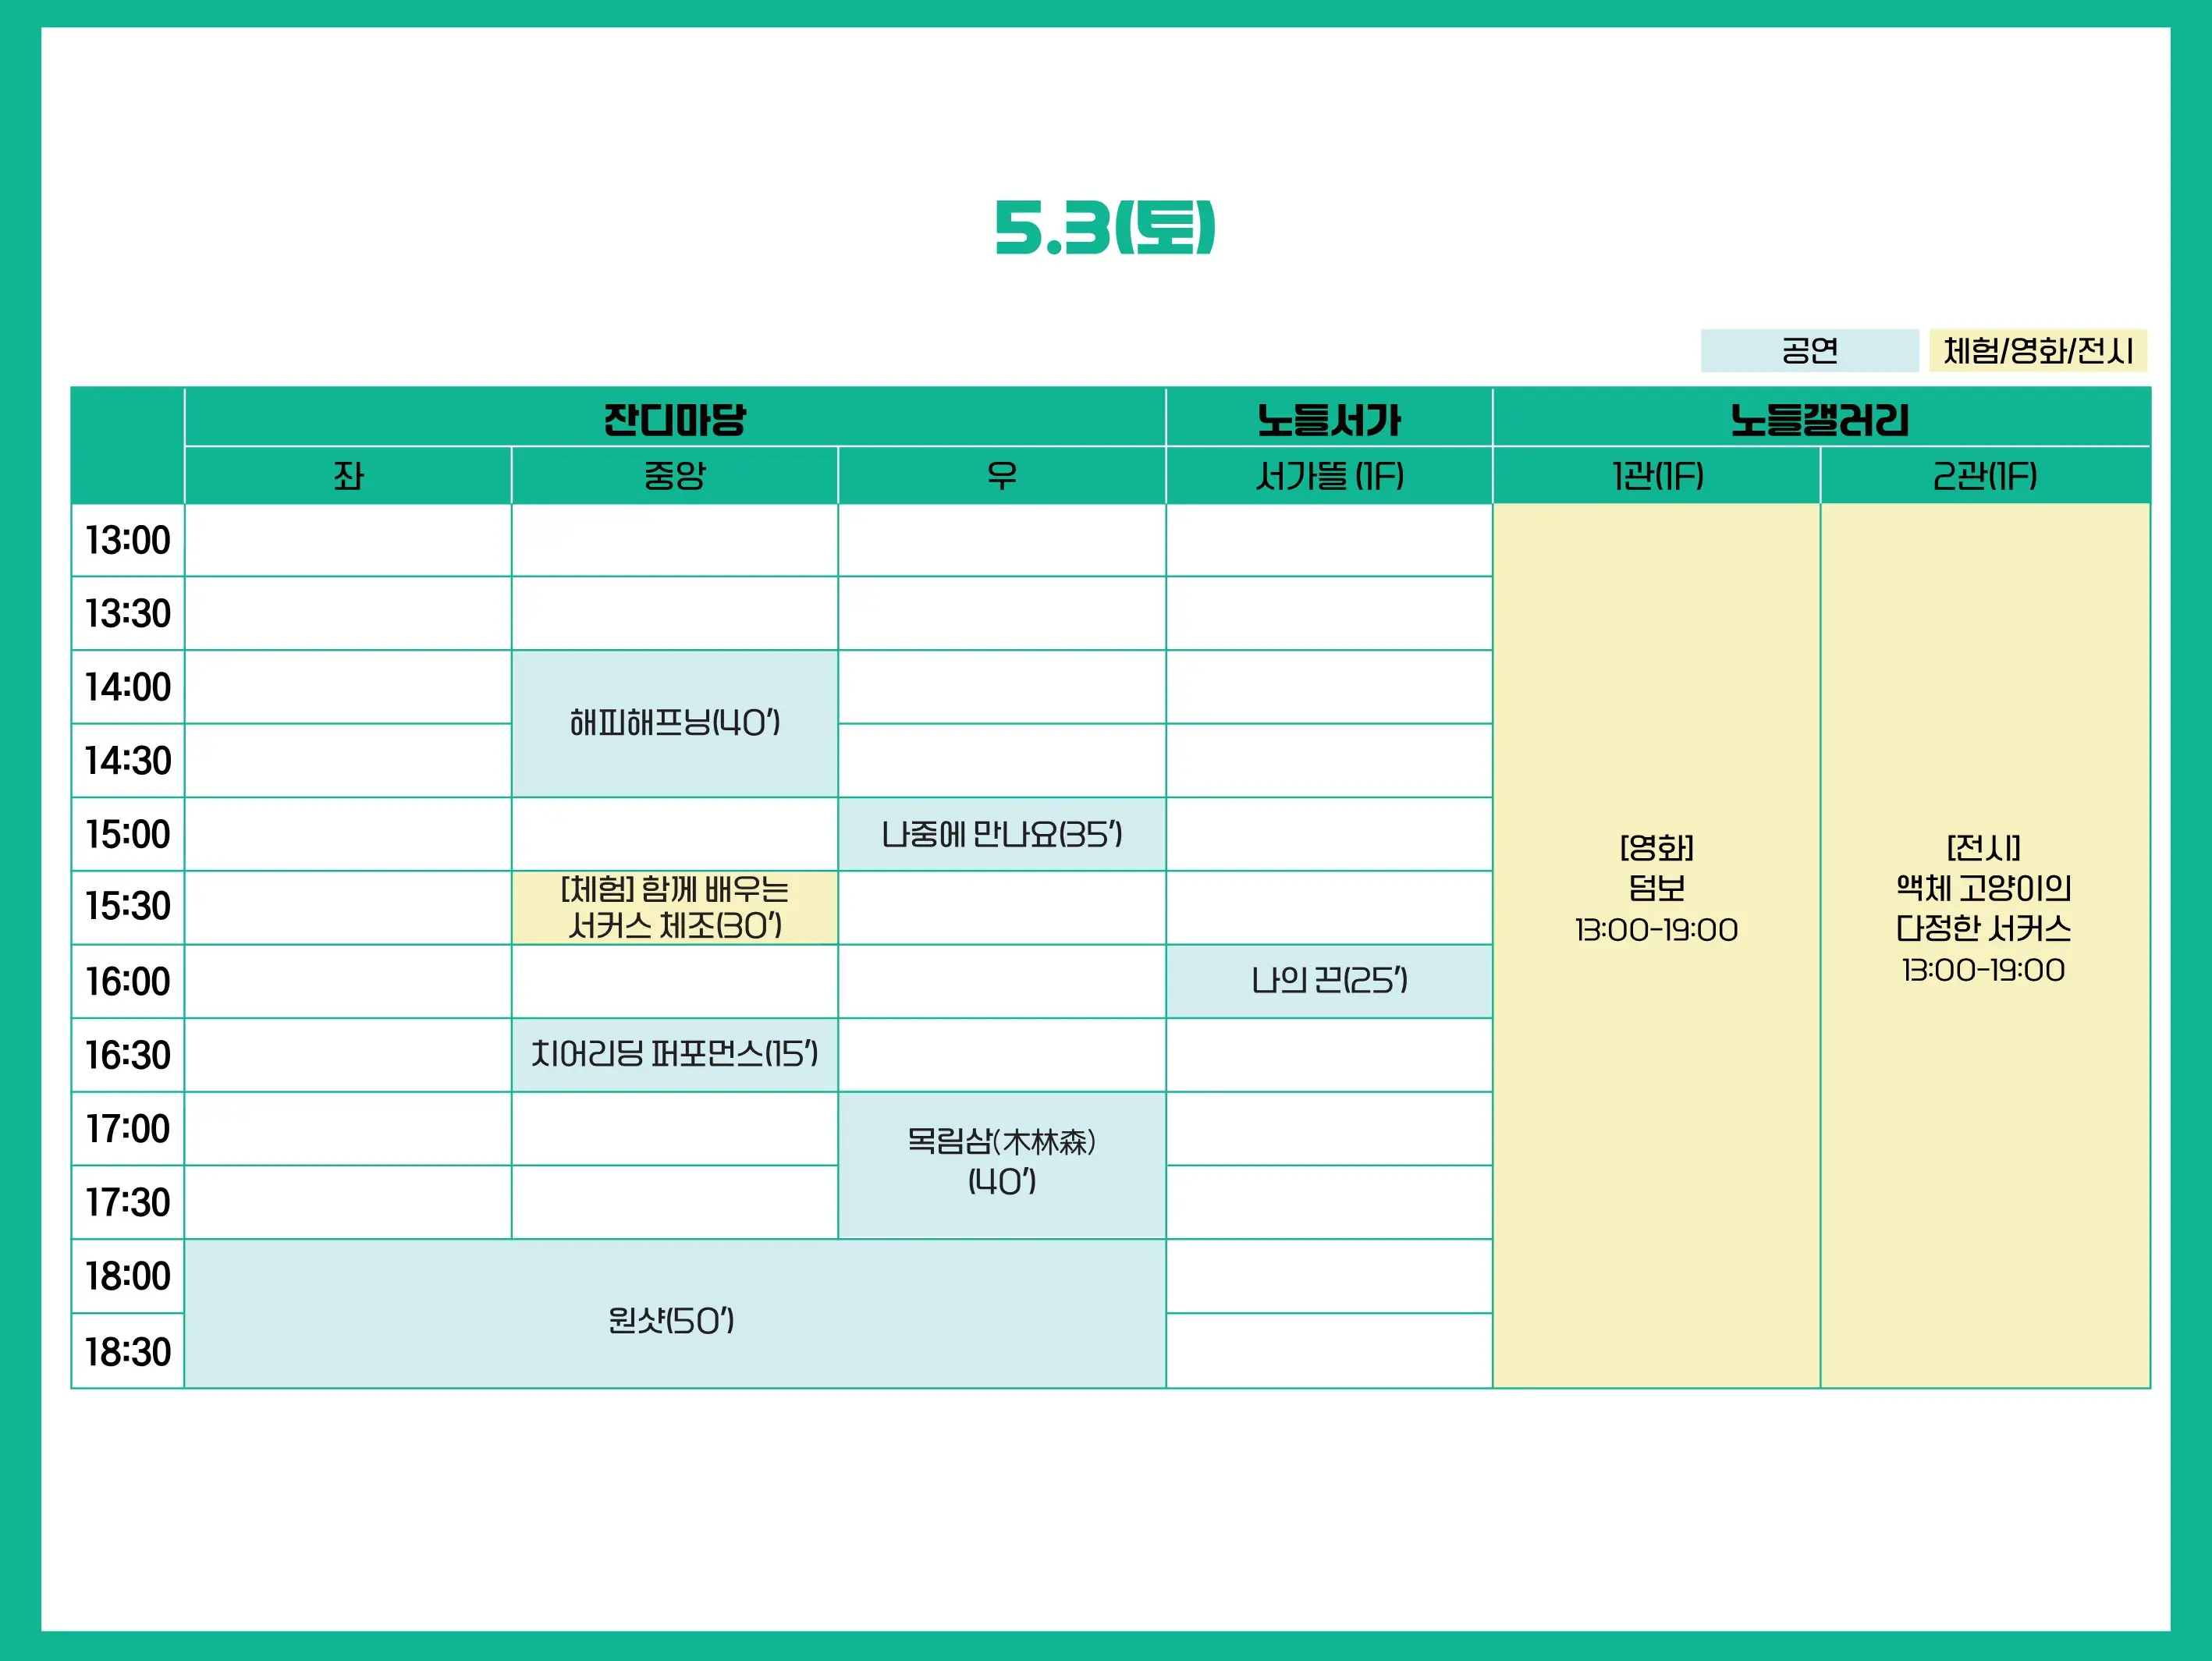 5.3(토)
공연
체험/영화/전시
잔디마당
노들서가
노들갤러리
좌
중앙
우
서가뜰 (1F)
1관(1F)
2관(1F)
13:00
13:30
14:00
해피해프닝(40')
14:30
15:00
나중에 만나요(35')
15:30
[체험] 함께 배우는
서커스 체조(30')
16:00
나의 끈(25')
16:30
치어리딩 퍼포먼스(15')
17:00
목림삼(木林森)
(40')
17:30
18:00
원샷(50')
18:30
[영화]
덤보
13:00-19:00
[전시]
액체 고양이의
다정한 서커스
13:00-19:00